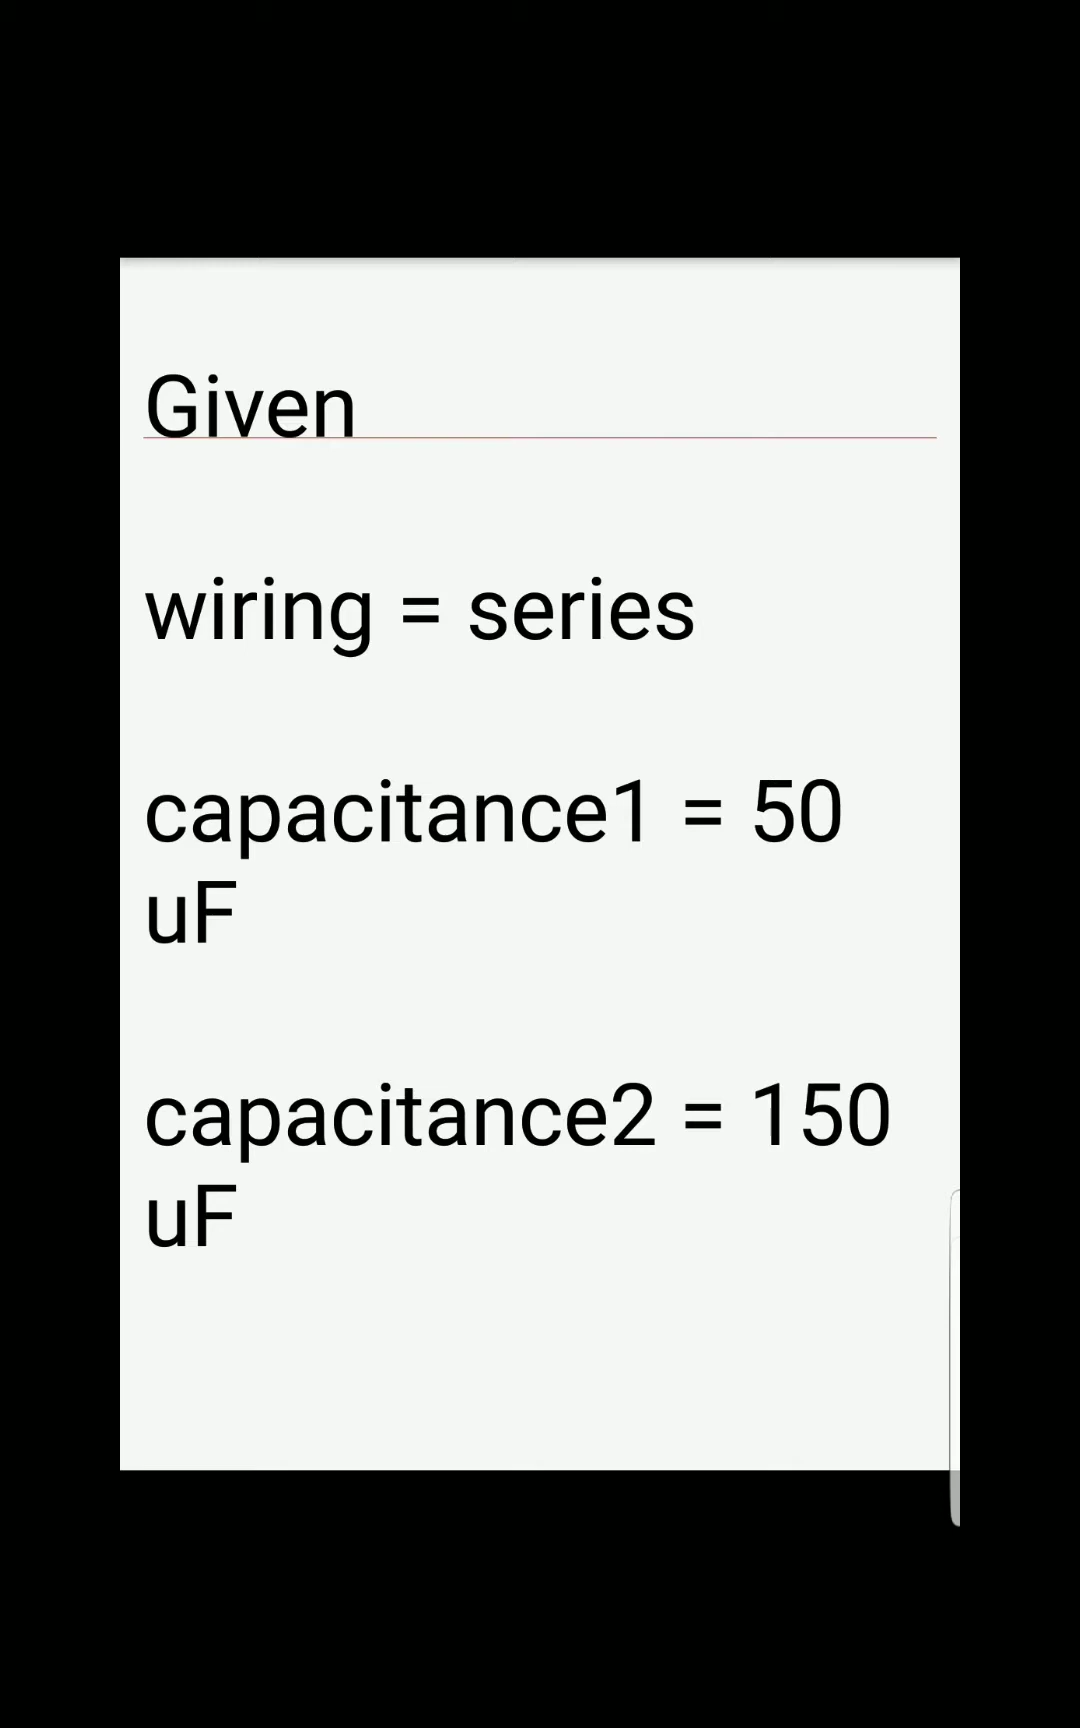 Given
wiring = series
capacitance1 = 50
uF
capacitance2 = 150
uF